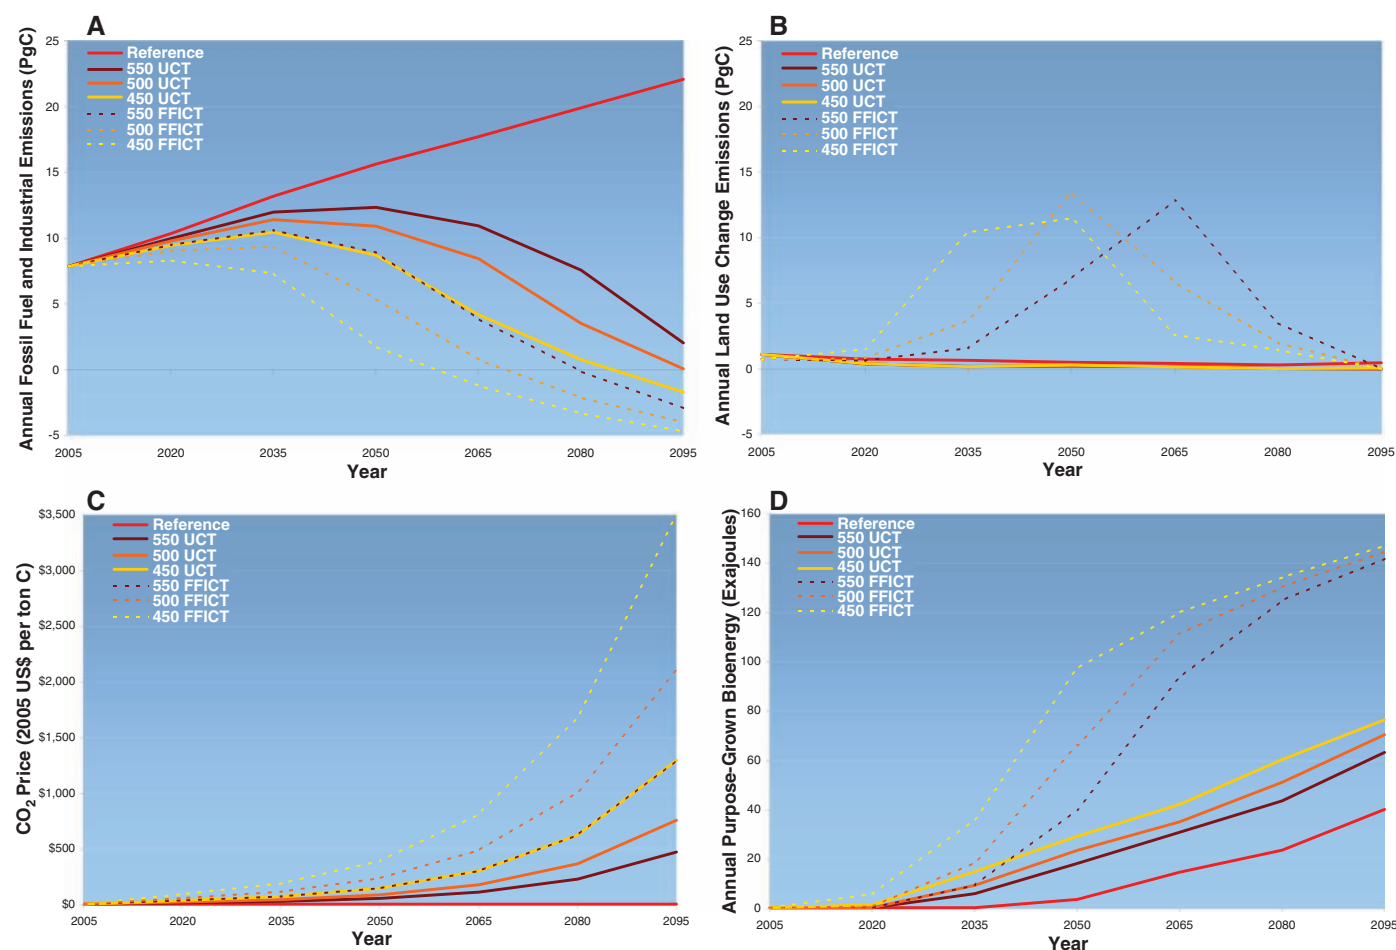 A
Annual Fossil Fuel and Industrial Emissions (PgC)
25
20
15
10
5
0
-5
Reference
550 UCT
500 UCT
450 UCT
550 FFICT
500 FFICT
450 FFICT
2005 2020 2035 2050 2065 2080 2095
Year
B
Annual Land Use Change Emissions (PgC)
25
20
15
10
5
0
-5
Reference
550 UCT
500 UCT
450 UCT
550 FFICT
500 FFICT
450 FFICT
2005 2020 2035 2050 2065 2080 2095
Year
C
CO2 Price (2005 US$ per ton C)
$3,500
$3,000
$2,500
$2,000
$1,500
$1,000
$500
$0
Reference
550 UCT
500 UCT
450 UCT
550 FFICT
500 FFICT
450 FFICT
2005 2020 2035 2050 2065 2080 2095
Year
D
Annual Purpose-Grown Bioenergy (Exajoules)
160
140
120
100
80
60
40
20
0
Reference
550 UCT
500 UCT
450 UCT
550 FFICT
500 FFICT
450 FFICT
2005 2020 2035 2050 2065 2080 2095
Year